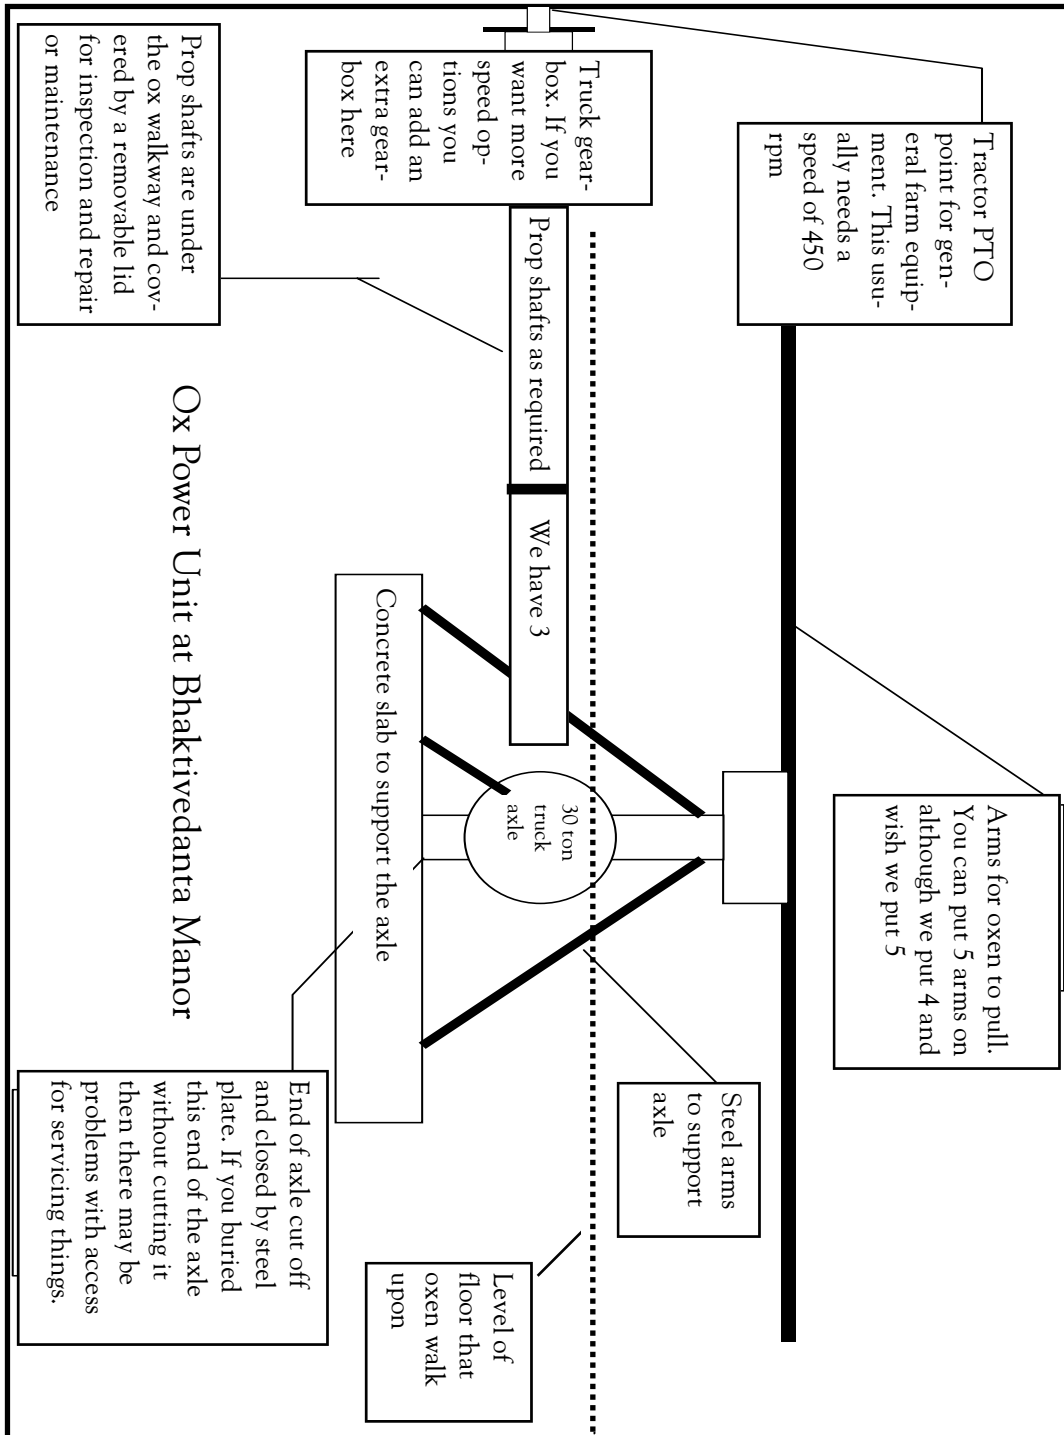 Tractor PTO
point for gen-
eral farm equip-
ment. This usu-
ally needs a
speed of 450
rpm
Arms for oxen to pull.
You can put 5 arms on
although we put 4 and
wish we put 5
Truck gear-
box. If you
want more
speed op-
tions you
can add an
extra gear-
box here
Prop shafts as required
We have 3
30 ton
truck
axle
Steel arms
to support
axle
Level of
floor that
oxen walk
upon
Concrete slab to support the axle
Prop shafts are under
the ox walkway and cov-
ered by a removable lid
for inspection and repair
or maintenance
End of axle cut off
and closed by steel
plate. If you buried
this end of the axle
without cutting it
then there may be
problems with access
for servicing things.
Ox Power Unit at Bhaktivedanta Manor